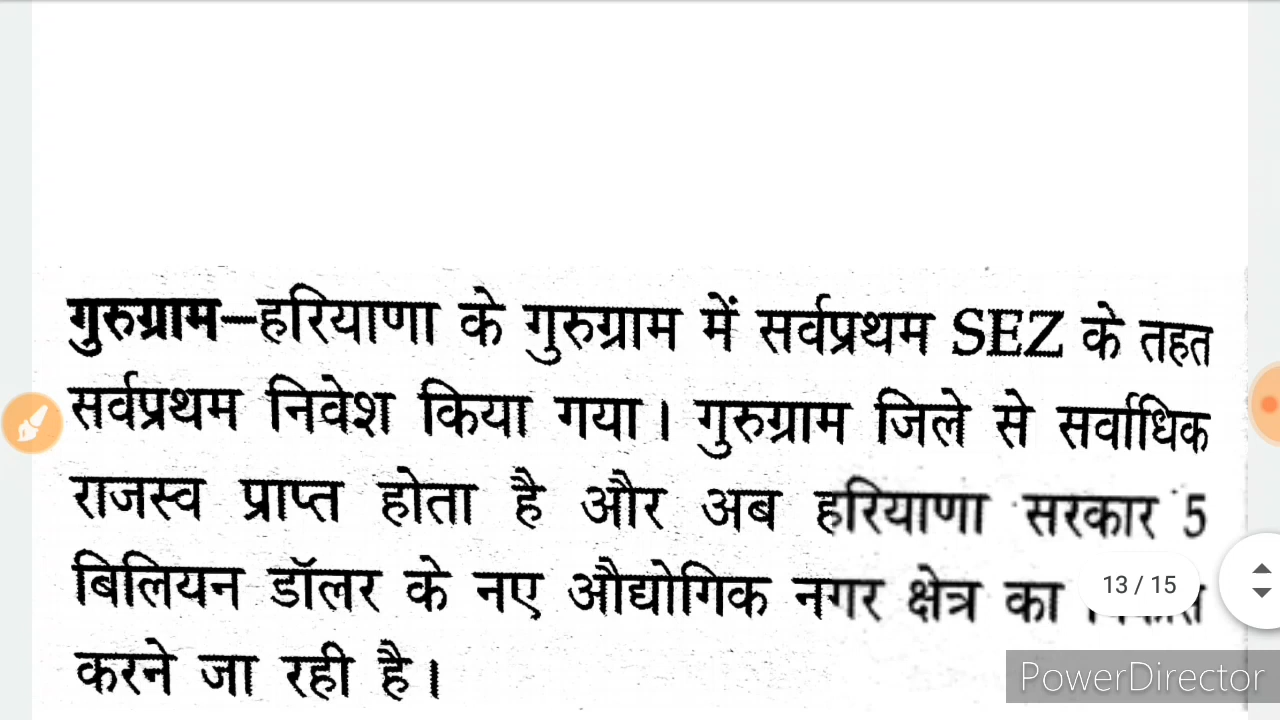 गुरुग्राम—हरियाणा के गुरुग्राम में सर्वप्रथम SEZ के तहत
सर्वप्रथम निवेश किया गया। गुरुग्राम जिले से सर्वाधिक
राजस्व प्राप्त होता है और अब हरियाणा सरकार 5
बिलियन डॉलर के नए औद्योगिक नगर क्षेत्र का
13 / 15
करने जा रही है।
PowerDirector